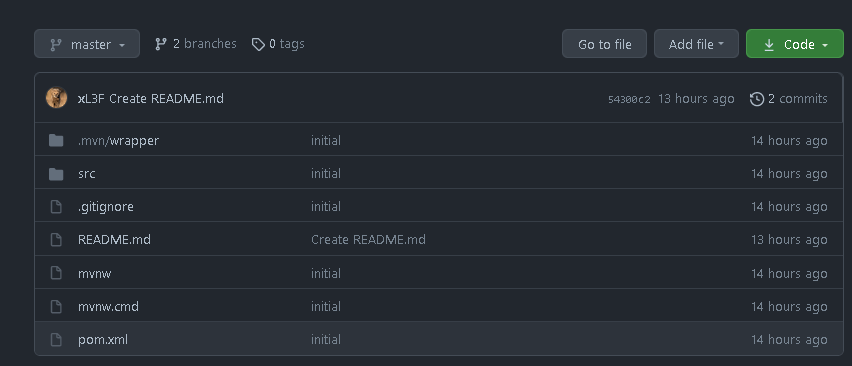 master 2 branches 0 tags Go to file Add file Code
xL3F Create README.md 54300c2 13 hours ago 2 commits
.mvn/wrapper initial 14 hours ago
src initial 14 hours ago
.gitignore initial 14 hours ago
README.md Create README.md 13 hours ago
mvnw initial 14 hours ago
mvnw.cmd initial 14 hours ago
pom.xml initial 14 hours ago